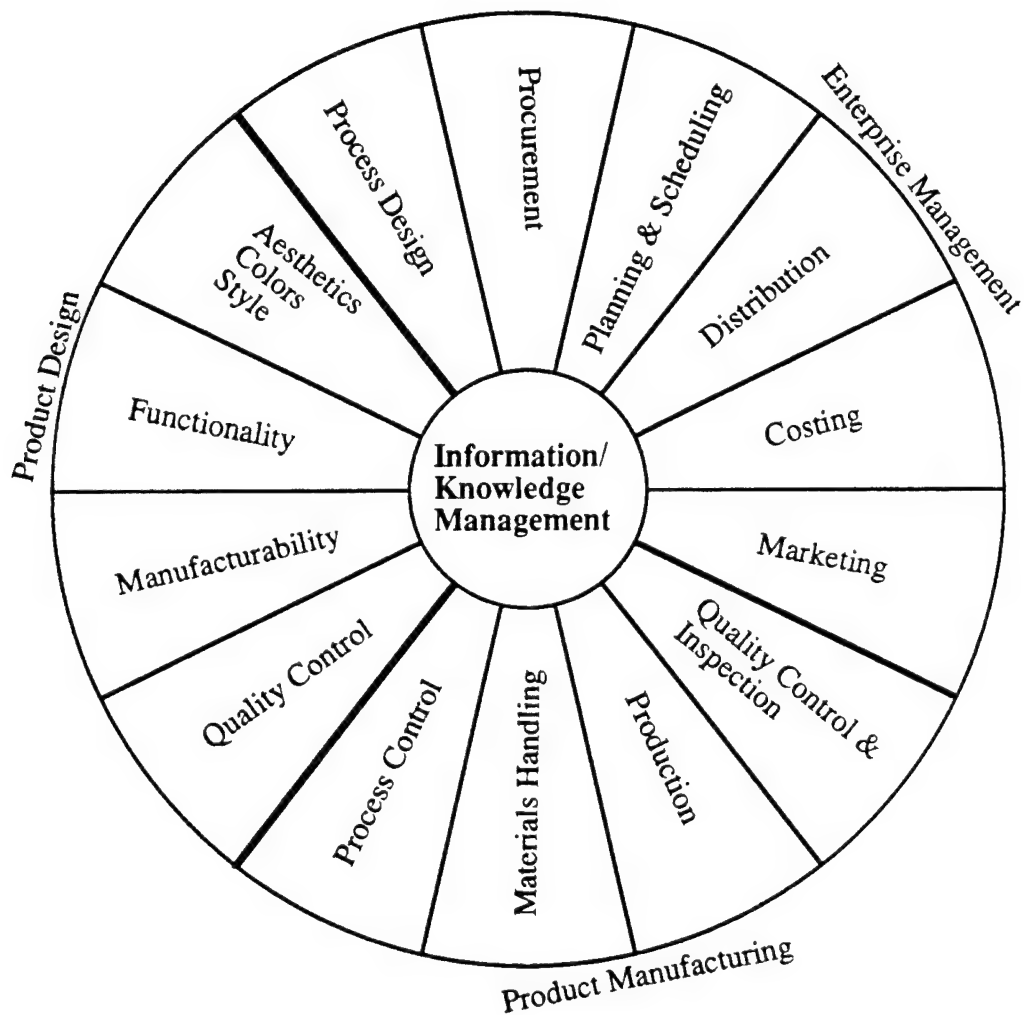 Enterprise Management
Product Design
Product Manufacturing
Information/
Knowledge
Management
Process Design
Procurement
Planning & Scheduling
Distribution
Costing
Marketing
Quality Control &
Inspection
Production
Materials Handling
Process Control
Quality Control
Manufacturability
Functionality
Aesthetics
Colors
Style